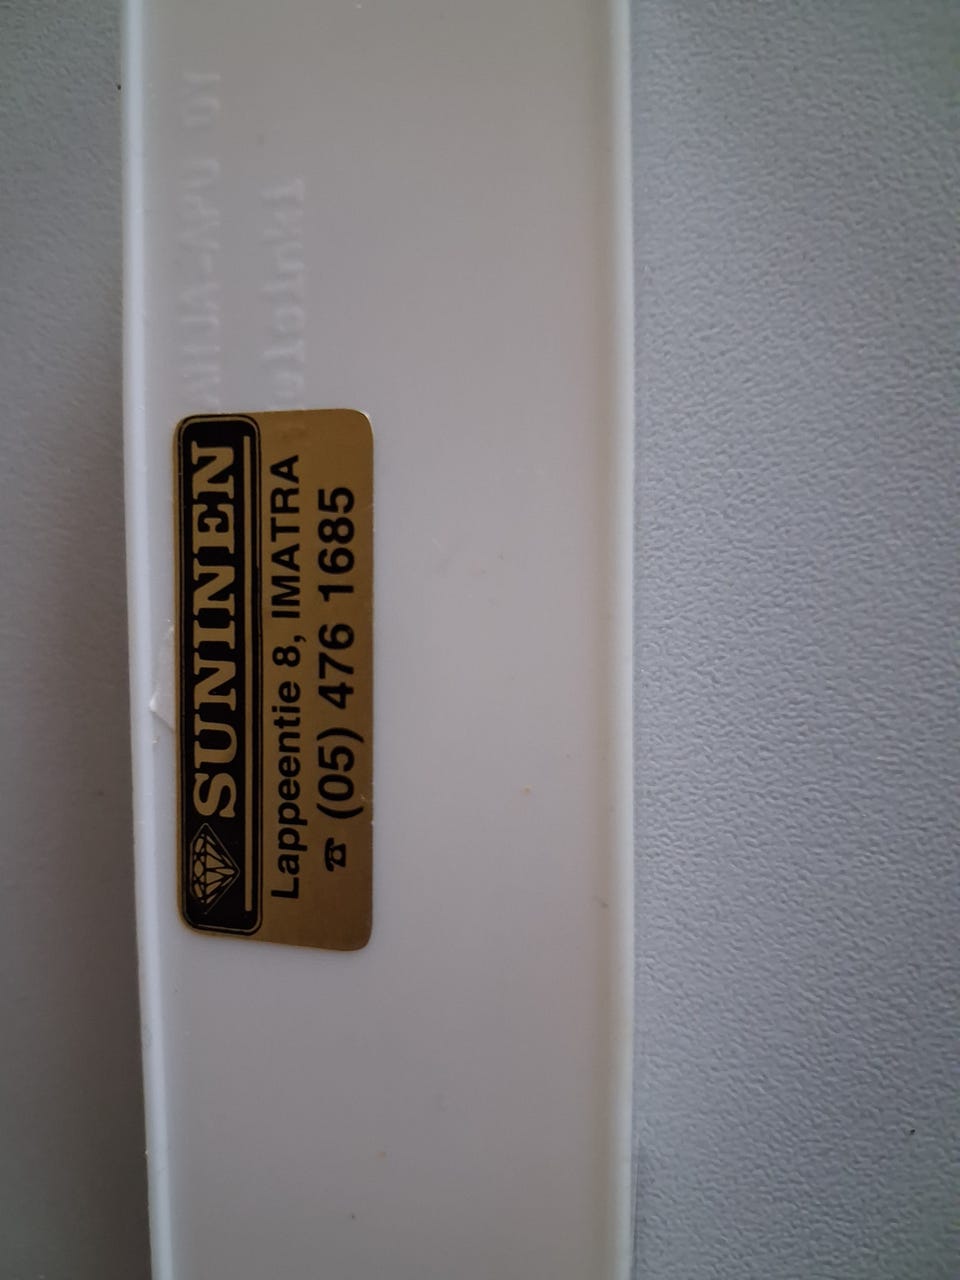 SUNINEN
Lappeentie 8, IMATRA
☎ (05) 476 1685